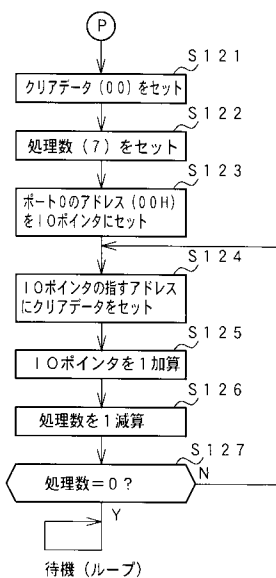 P
S121
クリアデータ(00)をセット
S122
処理数(7)をセット
S123
ポート0のアドレス(00H)
をIOポインタにセット
S124
IOポインタの指すアドレス
にクリアデータをセット
S125
IOポインタを1加算
S126
処理数を1減算
S127
処理数=0?
N
Y
待機(ループ)